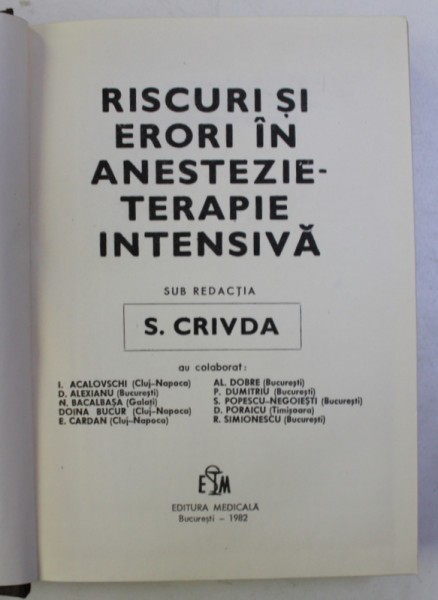 RISCURI ȘI
ERORI ÎN
ANESTEZIE-
TERAPIE
INTENSIVĂ
SUB REDACȚIA
S. CRIVDA
au colaborat:
I. ACALOVSCHI (Cluj-Napoca)
D. ALEXIANU (București)
N. BACALBAȘA (Galați)
DOINA BUCUR (Cluj-Napoca)
E. CARDAN (Cluj-Napoca)
AL. DOBRE (București)
P. DUMITRIU (București)
S. POPESCU-NEGOIEȘTI (București)
D. PORAICU (Timișoara)
R. SIMIONESCU (București)
E M
EDITURA MEDICALĂ
București - 1982